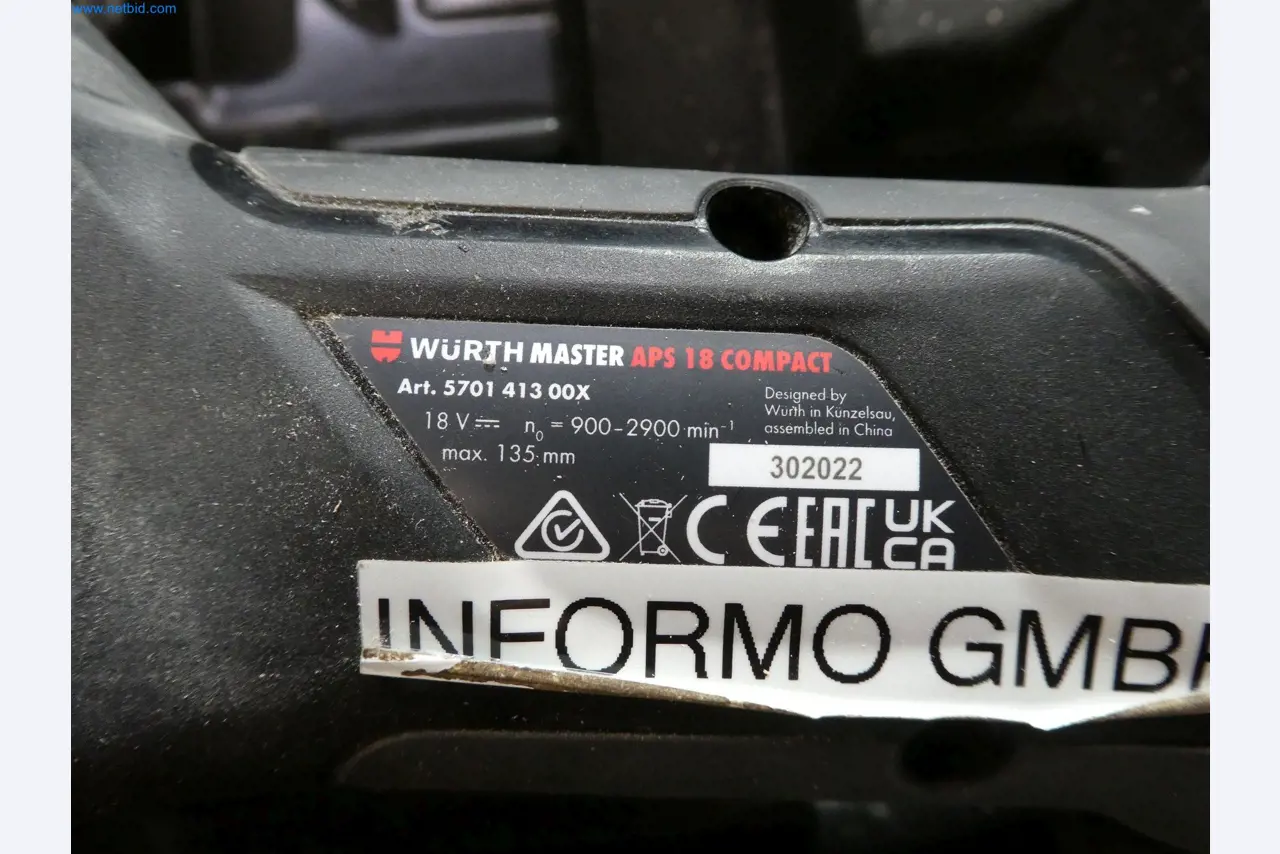 www.netbid.com
WÜRTH MASTER APS 18 COMPACT
Art. 5701 413 00X
Designed by
Würth in Künzelsau,
assembled in China
18 V n0 = 900–2900 min-1
max. 135 mm
302022
CE EAC UK
CA
INFORMO GMBH